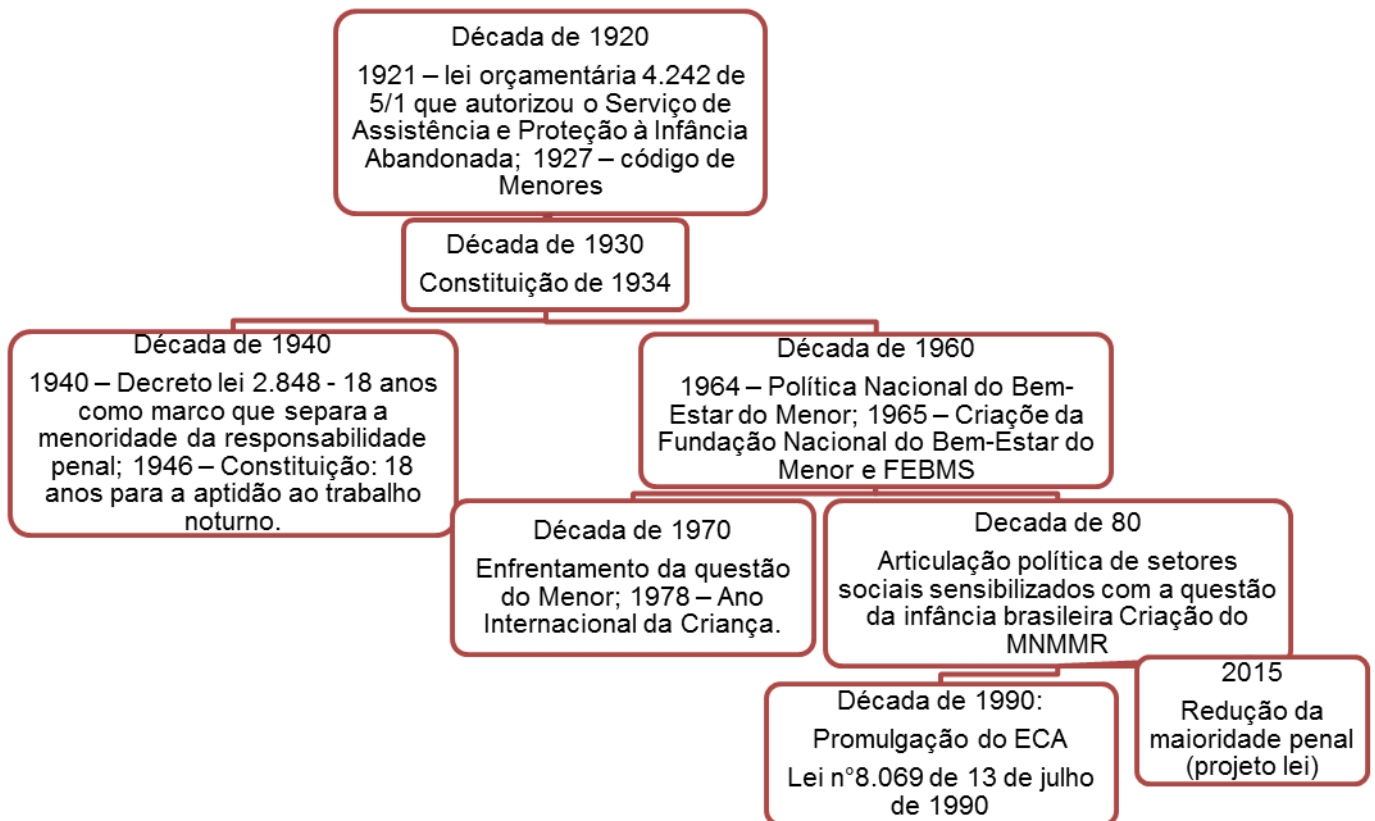 Década de 1920
1921 – lei orçamentária 4.242 de
5/1 que autorizou o Serviço de
Assistência e Proteção à Infância
Abandonada; 1927 – código de
Menores
Década de 1930
Constituição de 1934
Década de 1940
1940 – Decreto lei 2.848 - 18 anos
como marco que separa a
menoridade da responsabilidade
penal; 1946 – Constituição: 18
anos para a aptidão ao trabalho
noturno.
Década de 1960
1964 – Política Nacional do Bem-
Estar do Menor; 1965 – Criaçõe da
Fundação Nacional do Bem-Estar do
Menor e FEBMS
Década de 1970
Enfrentamento da questão
do Menor; 1978 – Ano
Internacional da Criança.
Decada de 80
Articulação política de setores
sociais sensibilizados com a questão
da infância brasileira Criação do
MNMMR
Década de 1990:
Promulgação do ECA
Lei n°8.069 de 13 de julho
de 1990
2015
Redução da
maioridade penal
(projeto lei)